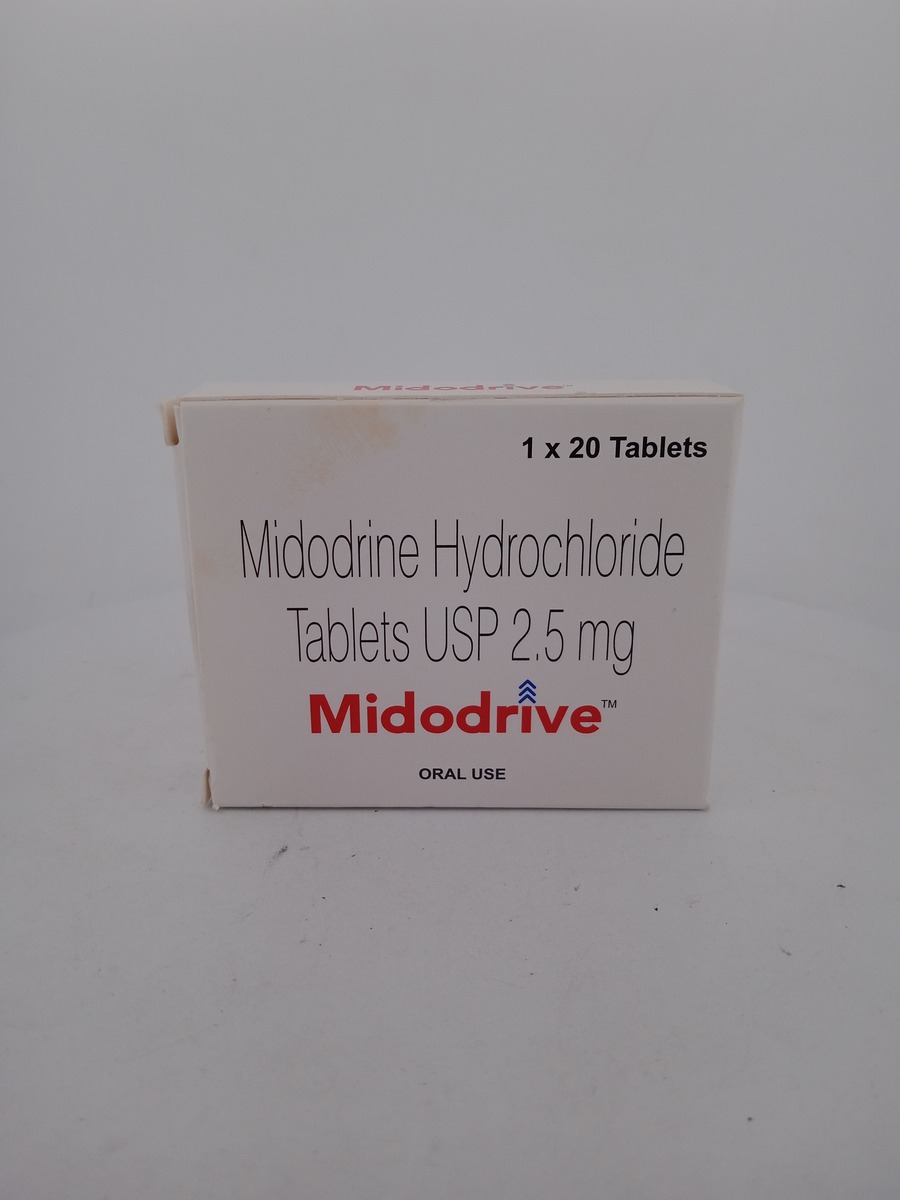 Midodrive
1 x 20 Tablets
Midodrine Hydrochloride
Tablets USP 2.5 mg
Midodrive™
ORAL USE